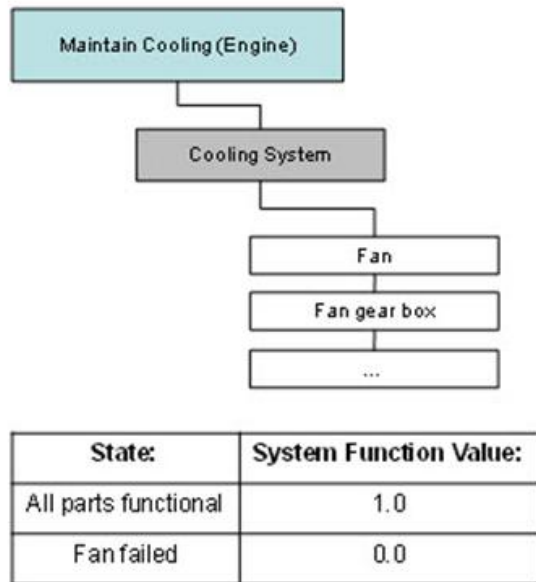 Maintain Cooling (Engine)
Cooling System
Fan
Fan gear box
...
State: System Function Value:
All parts functional 1.0
Fan failed 0.0